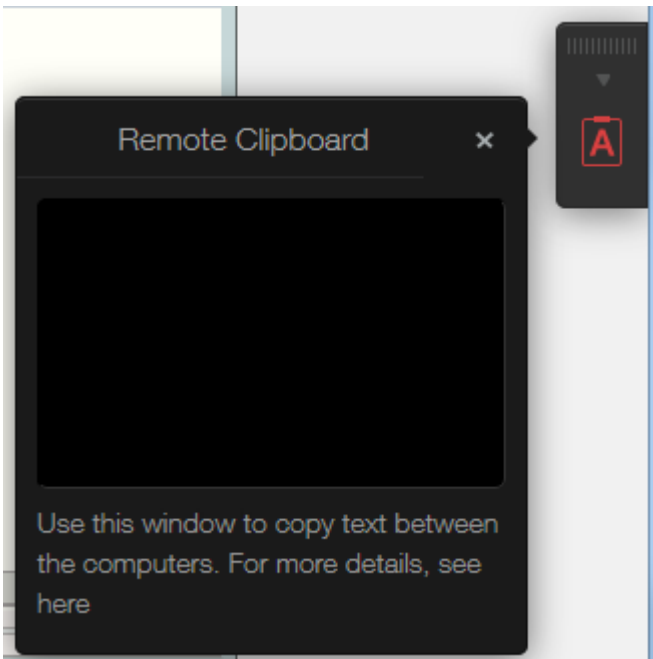 Remote Clipboard
×
A
Use this window to copy text between
the computers. For more details, see
here